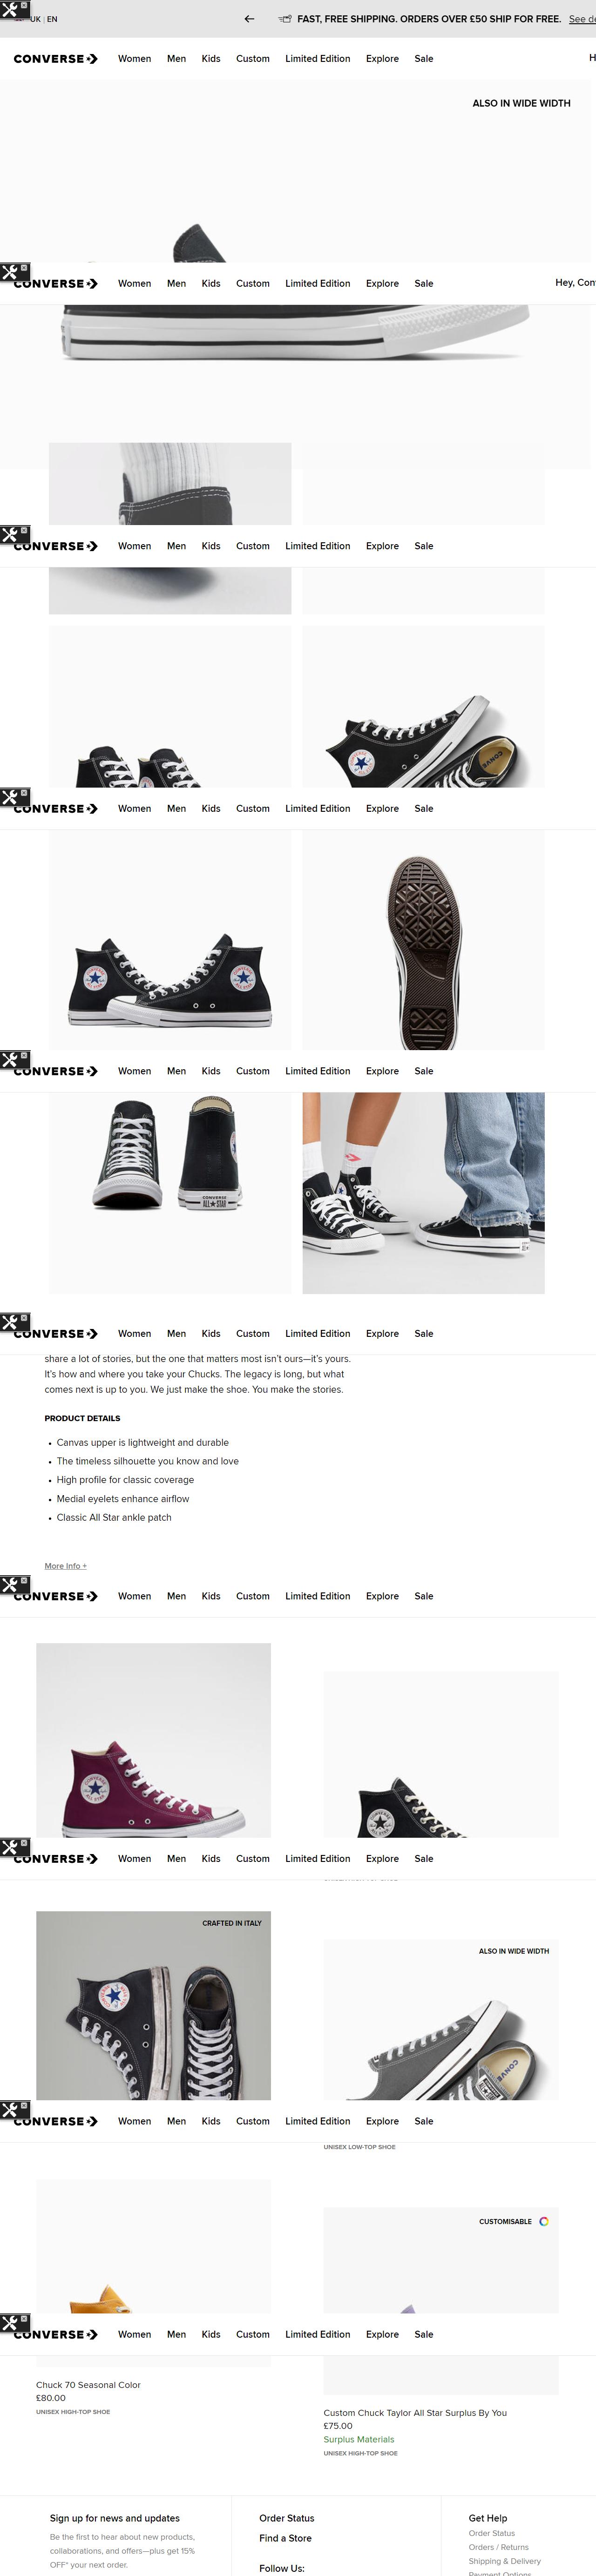 UK | EN
FAST, FREE SHIPPING. ORDERS OVER £50 SHIP FOR FREE. See de
CONVERSE Women Men Kids Custom Limited Edition Explore Sale H
ALSO IN WIDE WIDTH
CONVERSE Women Men Kids Custom Limited Edition Explore Sale Hey, Con
CONVERSE Women Men Kids Custom Limited Edition Explore Sale
CONVERSE Women Men Kids Custom Limited Edition Explore Sale
CONVERSE Women Men Kids Custom Limited Edition Explore Sale
CONVERSE
ALL★STAR
CONVERSE Women Men Kids Custom Limited Edition Explore Sale
share a lot of stories, but the one that matters most isn't ours—it's yours.
It's how and where you take your Chucks. The legacy is long, but what
comes next is up to you. We just make the shoe. You make the stories.
PRODUCT DETAILS
• Canvas upper is lightweight and durable
• The timeless silhouette you know and love
• High profile for classic coverage
• Medial eyelets enhance airflow
• Classic All Star ankle patch
More Info +
CONVERSE Women Men Kids Custom Limited Edition Explore Sale
CONVERSE Women Men Kids Custom Limited Edition Explore Sale
CRAFTED IN ITALY
ALSO IN WIDE WIDTH
CONVERSE Women Men Kids Custom Limited Edition Explore Sale
UNISEX LOW-TOP SHOE
CUSTOMISABLE
CONVERSE Women Men Kids Custom Limited Edition Explore Sale
Chuck 70 Seasonal Color
£80.00
UNISEX HIGH-TOP SHOE
Custom Chuck Taylor All Star Surplus By You
£75.00
Surplus Materials
UNISEX HIGH-TOP SHOE
Sign up for news and updates
Be the first to hear about new products,
collaborations, and offers—plus get 15%
OFF* your next order.
Order Status
Find a Store
Follow Us:
Get Help
Order Status
Orders / Returns
Shipping & Delivery
Payment Options